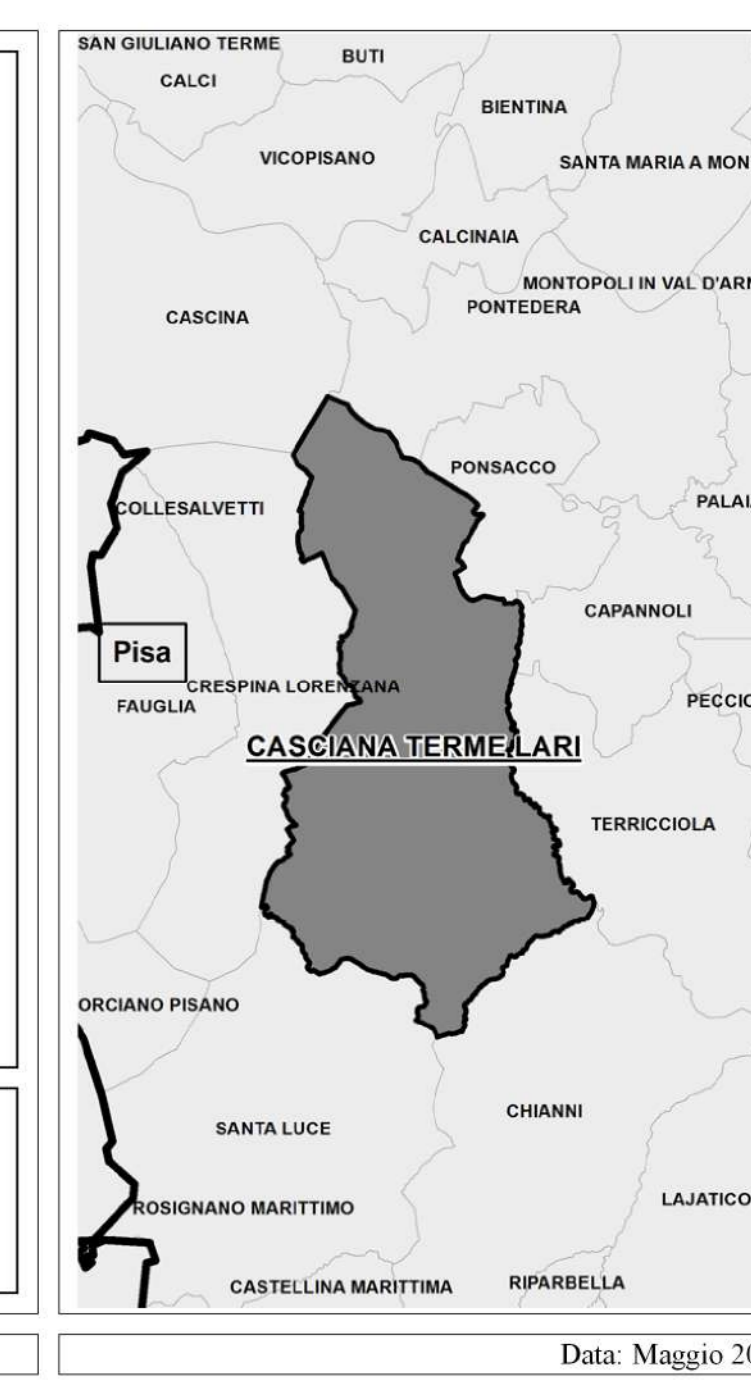 SAN GIULIANO TERME
BUTI
CALCI
BIENTINA
VICOPISANO
SANTA MARIA A MON
CALCINAIA
MONTOPOLI IN VAL D'ARN
PONTEDERA
CASCINA
PONSACCO
PALAIA
COLLESALVETTI
CAPANNOLI
Pisa
CRESPINA LORENZANA
FAUGLIA
PECCIO
CASCIANA TERME LARI
TERRICCIOLA
ORCIANO PISANO
CHIANNI
SANTA LUCE
LAJATICO
ROSIGNANO MARITTIMO
CASTELLINA MARITTIMA
RIPARBELLA
Data: Maggio 20